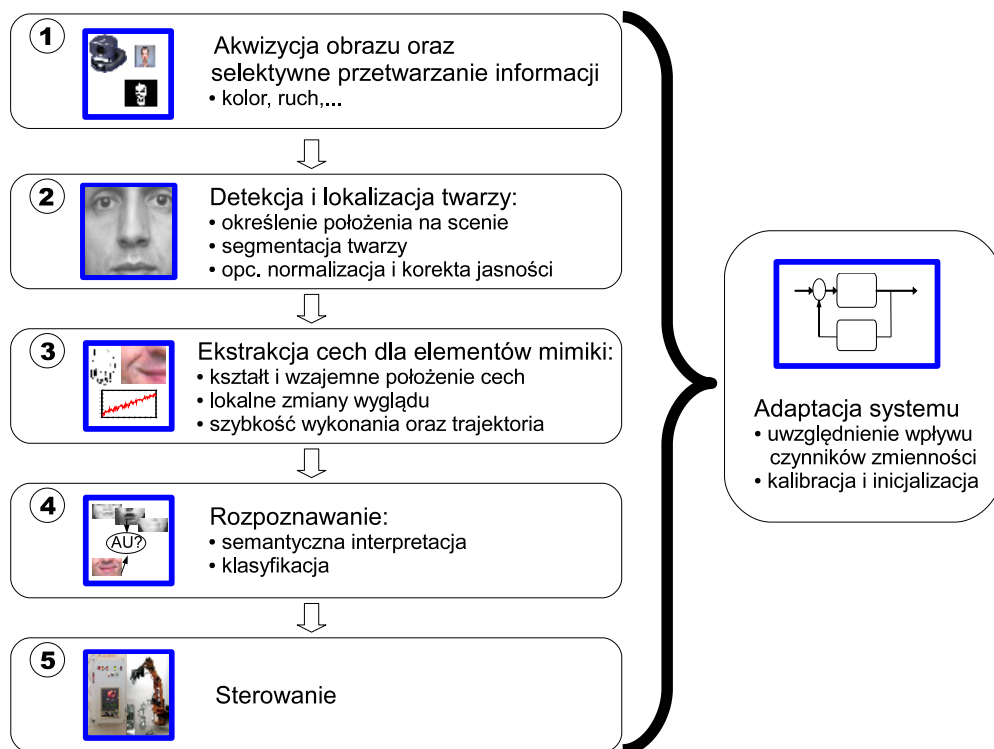 1
Akwizycja obrazu oraz
selektywne przetwarzanie informacji
• kolor, ruch,...
2
Detekcja i lokalizacja twarzy:
• określenie położenia na scenie
• segmentacja twarzy
• opc. normalizacja i korekta jasności
3
Ekstrakcja cech dla elementów mimiki:
• kształt i wzajemne położenie cech
• lokalne zmiany wyglądu
• szybkość wykonania oraz trajektoria
4
AU?
Rozpoznawanie:
• semantyczna interpretacja
• klasyfikacja
5
Sterowanie
Adaptacja systemu
• uwzględnienie wpływu
czynników zmienności
• kalibracja i inicjalizacja